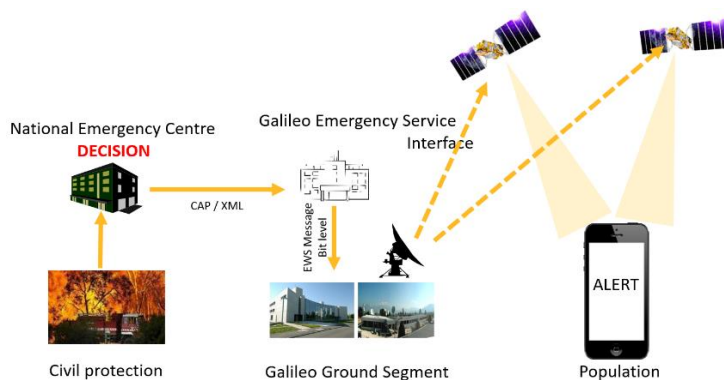 National Emergency Centre
DECISION
Galileo Emergency Service
Interface
CAP / XML
EWS Message
Bit level
ALERT
Civil protection
Galileo Ground Segment
Population